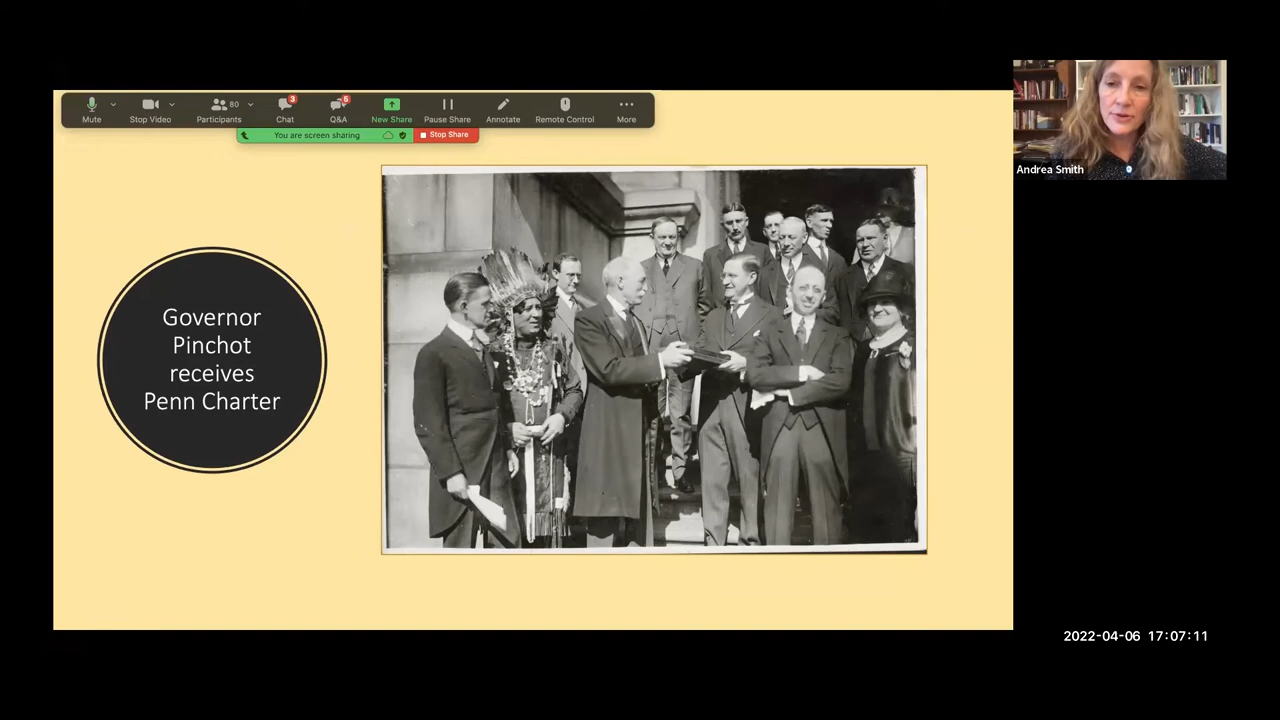 80
3
6
Mute
Stop Video
Participants
Chat
Q&A
New Share
Pause Share
Annotate
Remote Control
More
You are screen sharing
Stop Share
Andrea Smith
Governor
Pinchot
receives
Penn Charter
2022-04-06 17:07:11